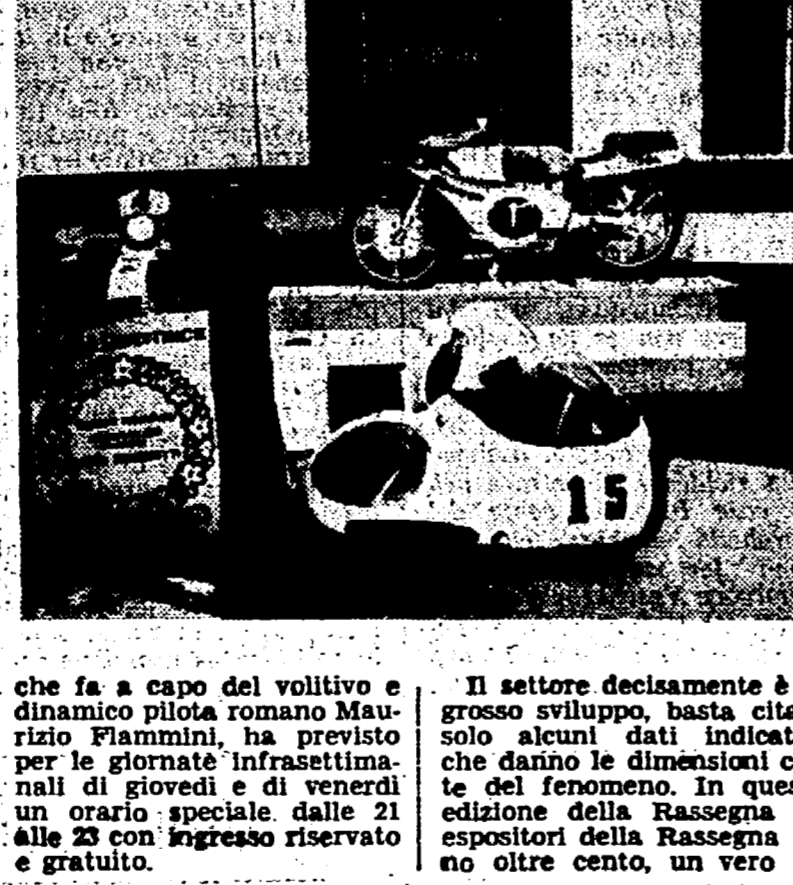 15
che fa a capo del volitivo e
dinamico pilota romano Mau-
rizio Flammini, ha previsto
per le giornate infrasettima-
nali di giovedì e di venerdì
un orario speciale dalle 21
alle 23 con ingresso riservato
e gratuito.
Il settore decisamente è
grosso sviluppo, basta cita
solo alcuni dati indicat
che danno le dimensioni c
te del fenomeno. In ques
edizione della Rassegna
espositori della Rassegna
no oltre cento, un vero